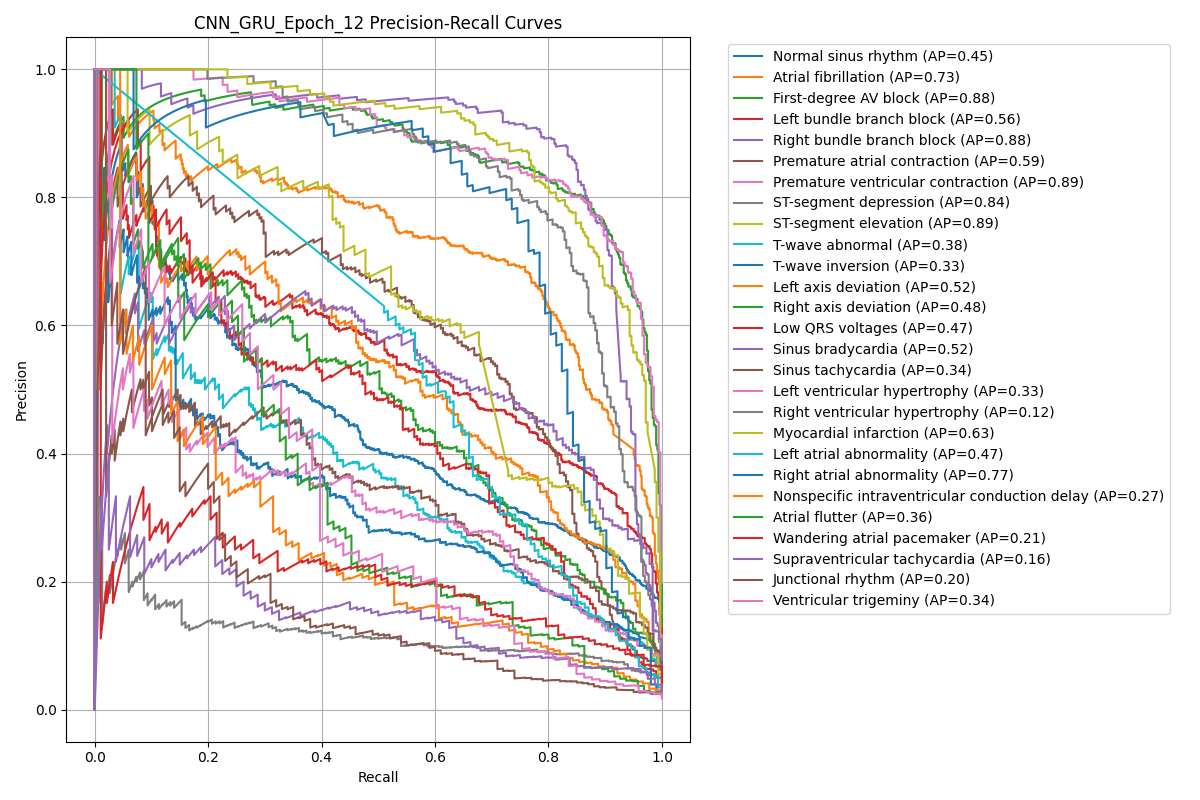 CNN_GRU_Epoch_12 Precision-Recall Curves
Precision
1.0
0.8
0.6
0.4
0.2
0.0
0.0 0.2 0.4 0.6 0.8 1.0
Recall
Normal sinus rhythm (AP=0.45)
Atrial fibrillation (AP=0.73)
First-degree AV block (AP=0.88)
Left bundle branch block (AP=0.56)
Right bundle branch block (AP=0.88)
Premature atrial contraction (AP=0.59)
Premature ventricular contraction (AP=0.89)
ST-segment depression (AP=0.84)
ST-segment elevation (AP=0.89)
T-wave abnormal (AP=0.38)
T-wave inversion (AP=0.33)
Left axis deviation (AP=0.52)
Right axis deviation (AP=0.48)
Low QRS voltages (AP=0.47)
Sinus bradycardia (AP=0.52)
Sinus tachycardia (AP=0.34)
Left ventricular hypertrophy (AP=0.33)
Right ventricular hypertrophy (AP=0.12)
Myocardial infarction (AP=0.63)
Left atrial abnormality (AP=0.47)
Right atrial abnormality (AP=0.77)
Nonspecific intraventricular conduction delay (AP=0.27)
Atrial flutter (AP=0.36)
Wandering atrial pacemaker (AP=0.21)
Supraventricular tachycardia (AP=0.16)
Junctional rhythm (AP=0.20)
Ventricular trigeminy (AP=0.34)